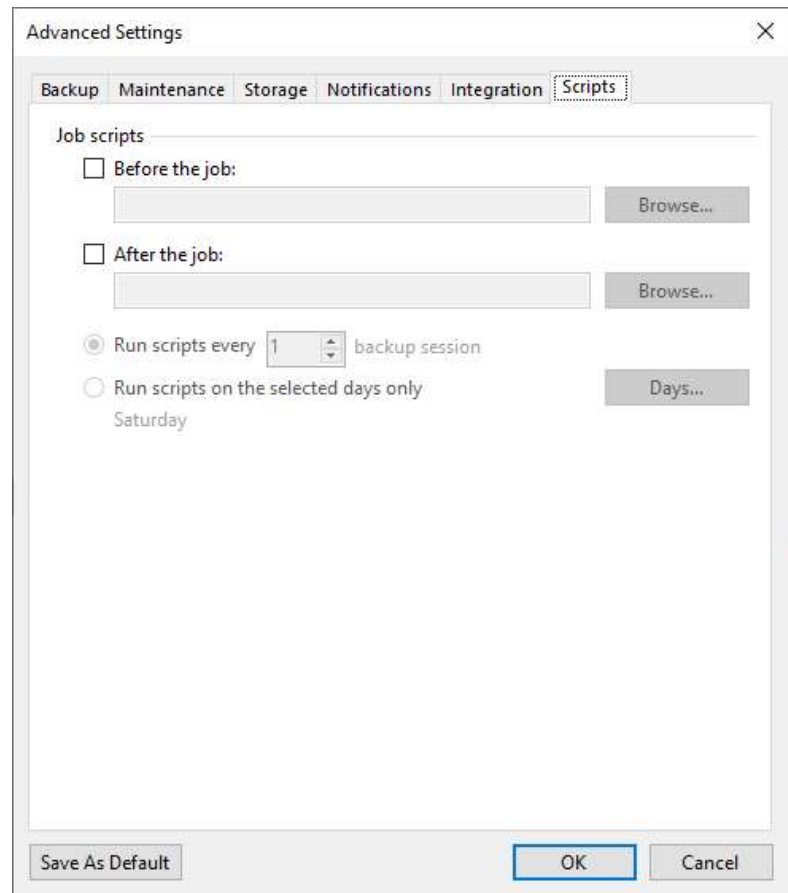 Advanced Settings
Backup Maintenance Storage Notifications Integration Scripts
Job scripts
Before the job:
Browse...
After the job:
Browse...
Run scripts every 1 backup session
Run scripts on the selected days only Days...
Saturday
Save As Default OK Cancel